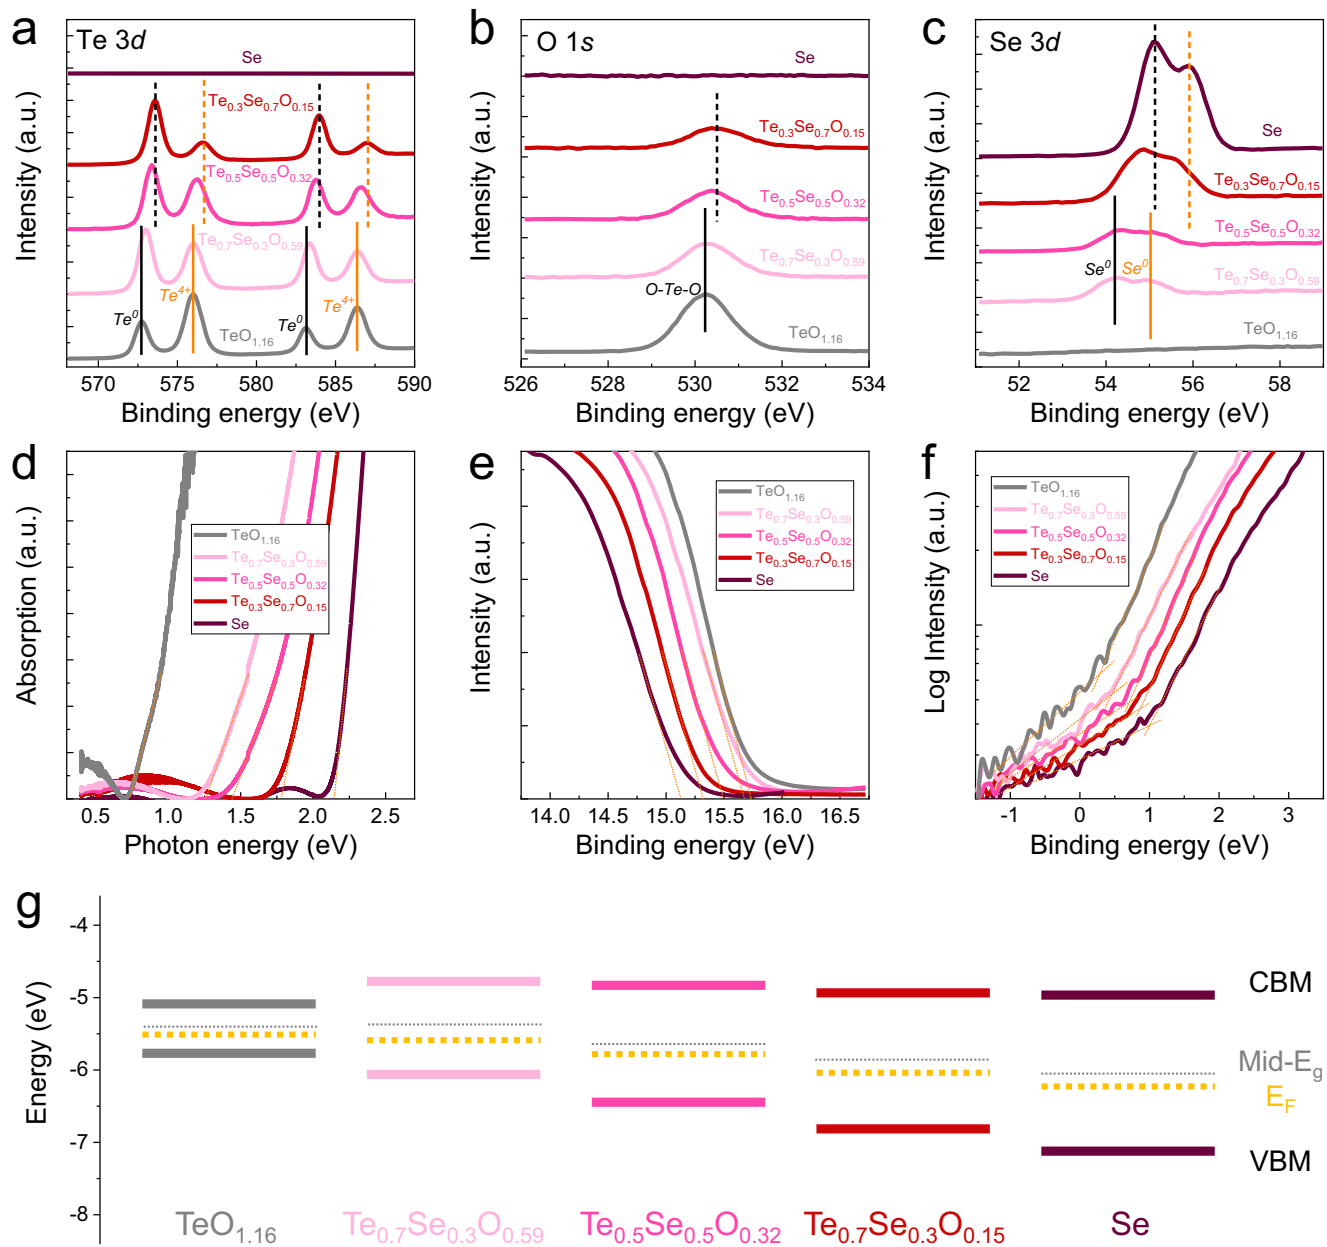 a
Te 3d
Se
Te0.3Se0.7O0.15
Te0.5Se0.5O0.32
Te0.7Se0.3O0.59
Te4+
Te4+
Te0
Te0
TeO1.16
Intensity (a.u.)
570 575 580 585 590
Binding energy (eV)
b
O 1s
Se
Te0.3Se0.7O0.15
Te0.5Se0.5O0.32
Te0.7Se0.3O0.59
O-Te-O
TeO1.16
Intensity (a.u.)
526 528 530 532 534
Binding energy (eV)
c
Se 3d
Se
Te0.3Se0.7O0.15
Te0.5Se0.5O0.32
Se0 Se0
Te0.7Se0.3O0.59
TeO1.16
Intensity (a.u.)
52 54 56 58
Binding energy (eV)
d
TeO1.16
Te0.7Se0.3O0.59
Te0.5Se0.5O0.32
Te0.3Se0.7O0.15
Se
Absorption (a.u.)
0.5 1.0 1.5 2.0 2.5
Photon energy (eV)
e
TeO1.16
Te0.7Se0.3O0.59
Te0.5Se0.5O0.32
Te0.3Se0.7O0.15
Se
Intensity (a.u.)
14.0 14.5 15.0 15.5 16.0 16.5
Binding energy (eV)
f
TeO1.16
Te0.7Se0.3O0.59
Te0.5Se0.5O0.32
Te0.3Se0.7O0.15
Se
Log Intensity (a.u.)
-1 0 1 2 3
Binding energy (eV)
g
Energy (eV)
-4
-5
-6
-7
-8
CBM
Mid-Eg
EF
VBM
TeO1.16 Te0.7Se0.3O0.59 Te0.5Se0.5O0.32 Te0.7Se0.3O0.15 Se